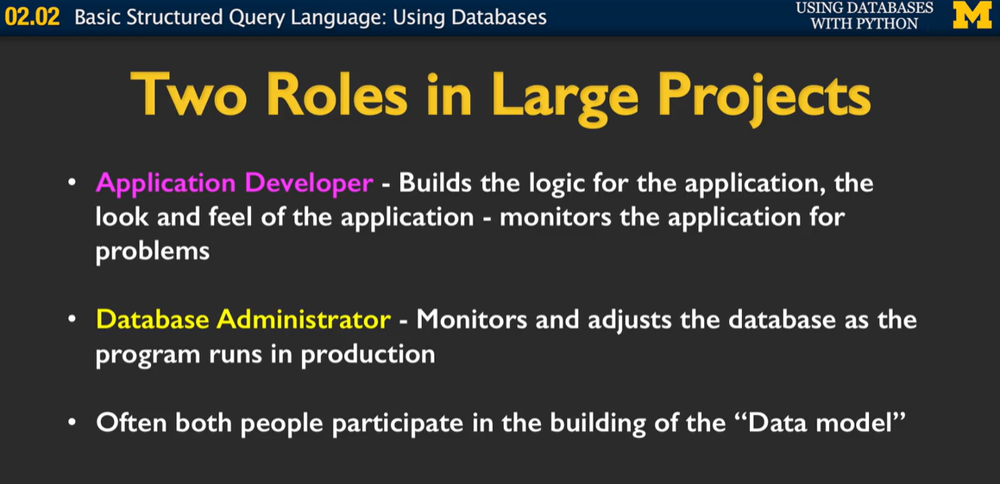 02.02 Basic Structured Query Language: Using Databases
USING DATABASES
WITH PYTHON
M
Two Roles in Large Projects
• Application Developer - Builds the logic for the application, the
look and feel of the application - monitors the application for
problems
• Database Administrator - Monitors and adjusts the database as the
program runs in production
• Often both people participate in the building of the “Data model”